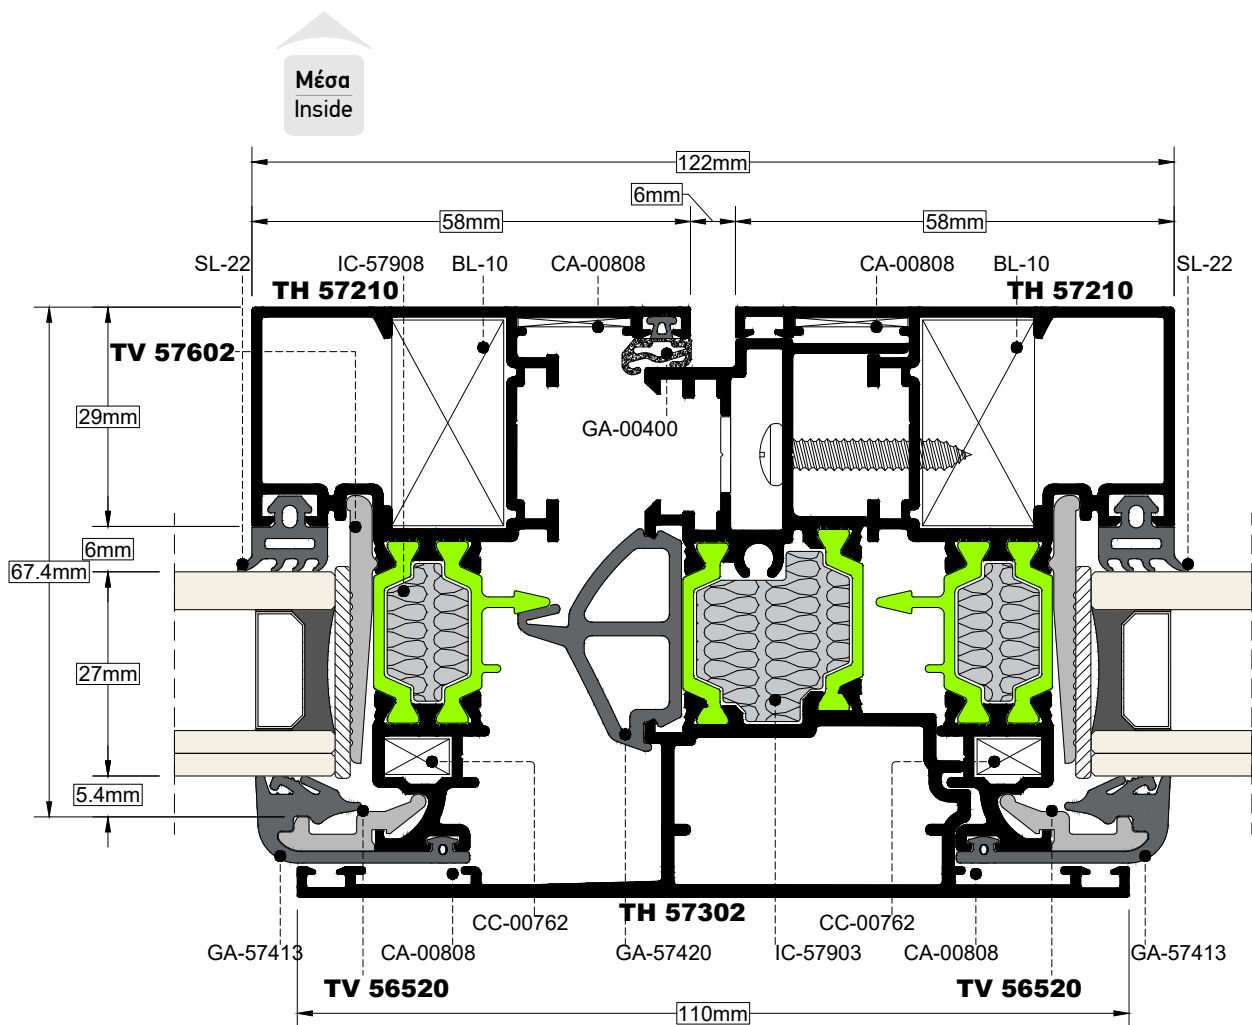 Μέσα
Inside
122mm
6mm
58mm
58mm
SL-22
IC-57908
BL-10
CA-00808
CA-00808
BL-10
SL-22
TH 57210
TH 57210
TV 57602
29mm
GA-00400
6mm
67.4mm
27mm
5.4mm
TH 57302
CC-00762
CC-00762
GA-57413
CA-00808
GA-57420
IC-57903
CA-00808
GA-57413
TV 56520
TV 56520
110mm